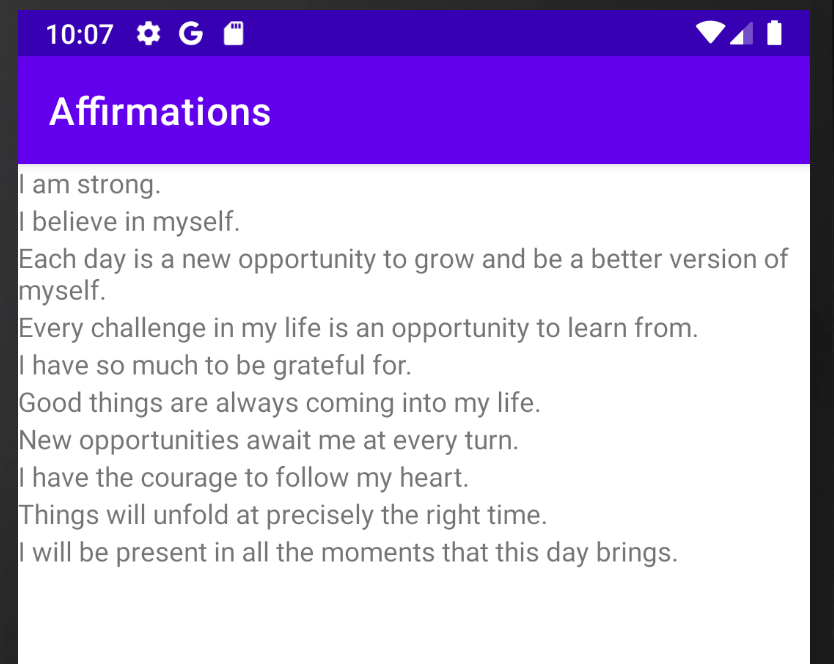 10:07
Affirmations
I am strong.
I believe in myself.
Each day is a new opportunity to grow and be a better version of
myself.
Every challenge in my life is an opportunity to learn from.
I have so much to be grateful for.
Good things are always coming into my life.
New opportunities await me at every turn.
I have the courage to follow my heart.
Things will unfold at precisely the right time.
I will be present in all the moments that this day brings.